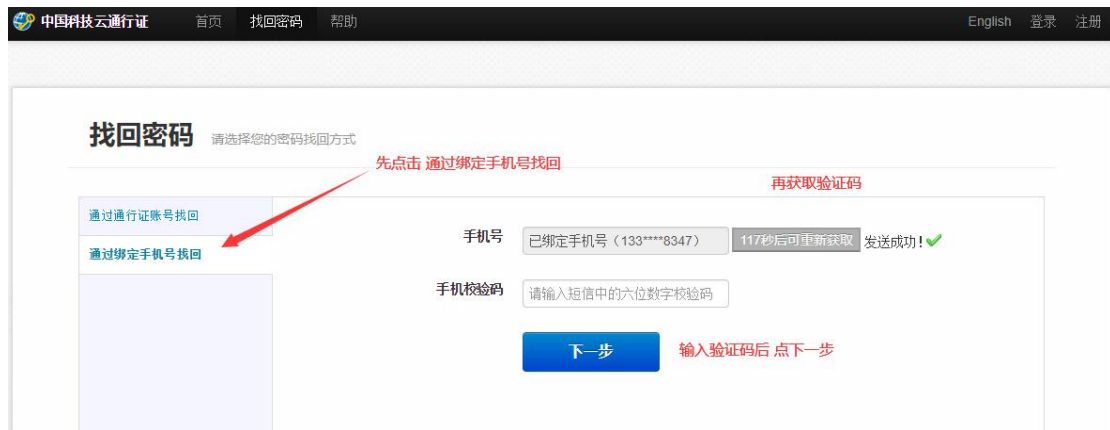 中国科技云通行证 首页 找回密码 帮助 English 登录 注册
找回密码 请选择您的密码找回方式
先点击 通过绑定手机号找回
再获取验证码
通过通行证账号找回
通过绑定手机号找回
手机号 已绑定手机号（133****8347） 117秒后可重新获取 发送成功！
手机校验码 请输入短信中的六位数字校验码
下一步 输入验证码后 点下一步